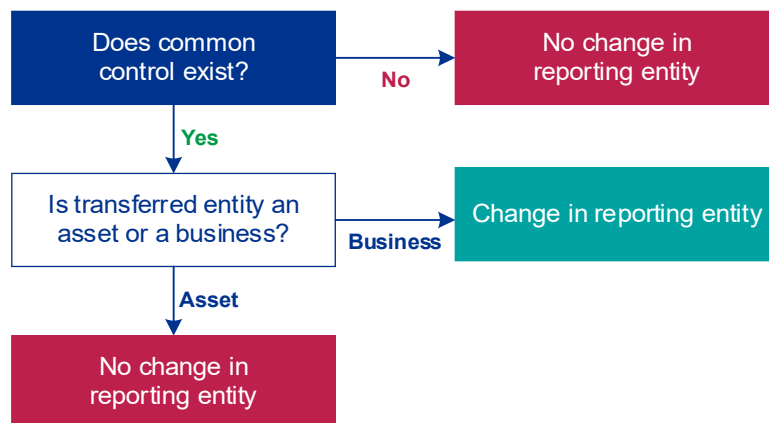 Does common
control exist?
No
No change in
reporting entity
Yes
Is transferred entity an
asset or a business?
Business
Change in reporting entity
Asset
No change in
reporting entity